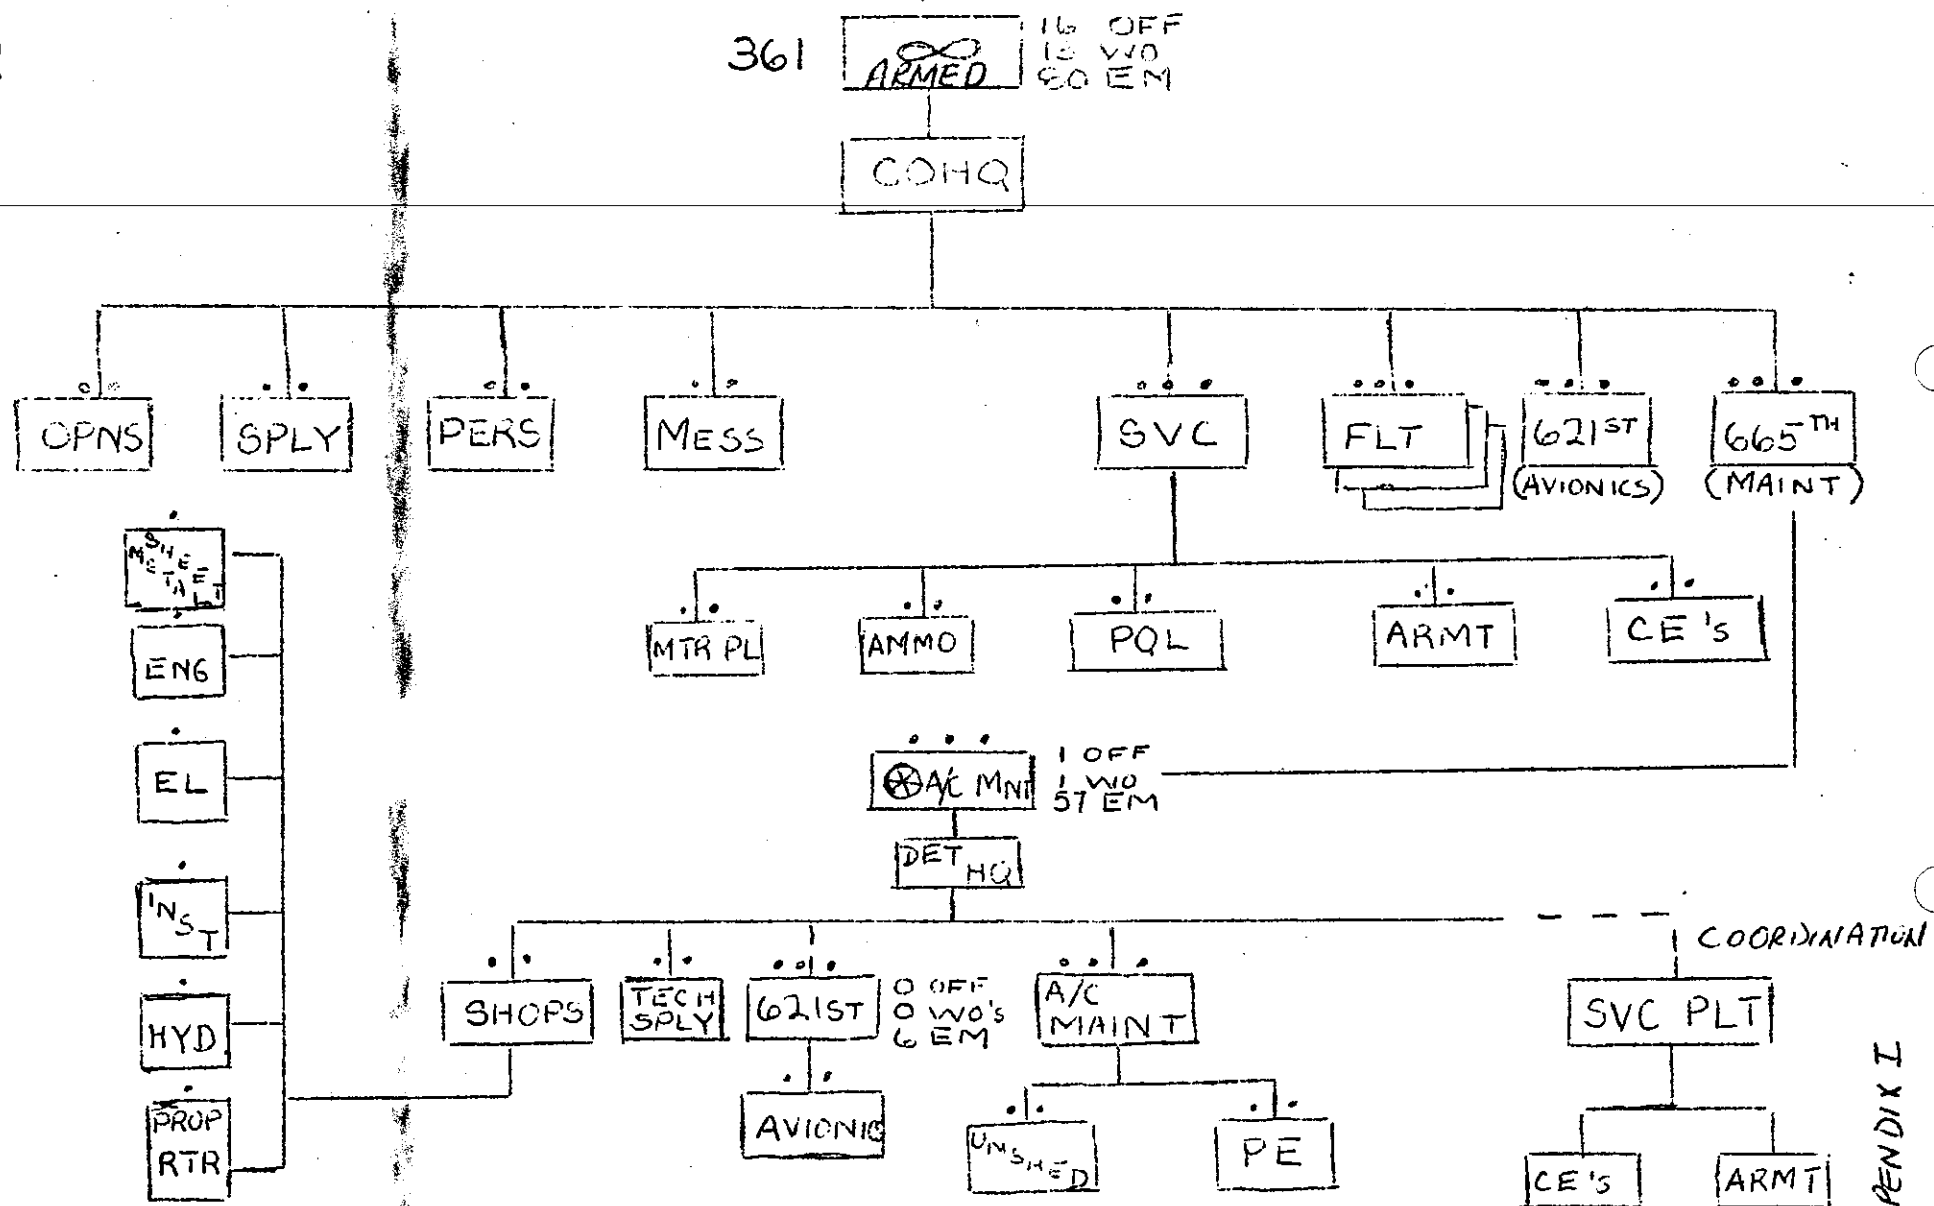 361
ARMED
16 OFF
WO
EM
COHQ
OPNS
SPLY
PERS
MESS
SVC
FLT
621ST
(AVIONICS)
665TH
(MAINT)
MTR PL
AMMO
PQL
ARMT
CE's
SHEET
METAL
ENG
EL
INST
HYD
PROP
RTR
A/C MNT
1 OFF
1 WO
57 EM
DET HQ
COORDINATION
SHOPS
TECH
SPLY
621ST
0 OFF
0 WO's
6 EM
A/C
MAINT
SVC PLT
AVIONIC
UNSHED
PE
CE's
ARMT
PENDIX I